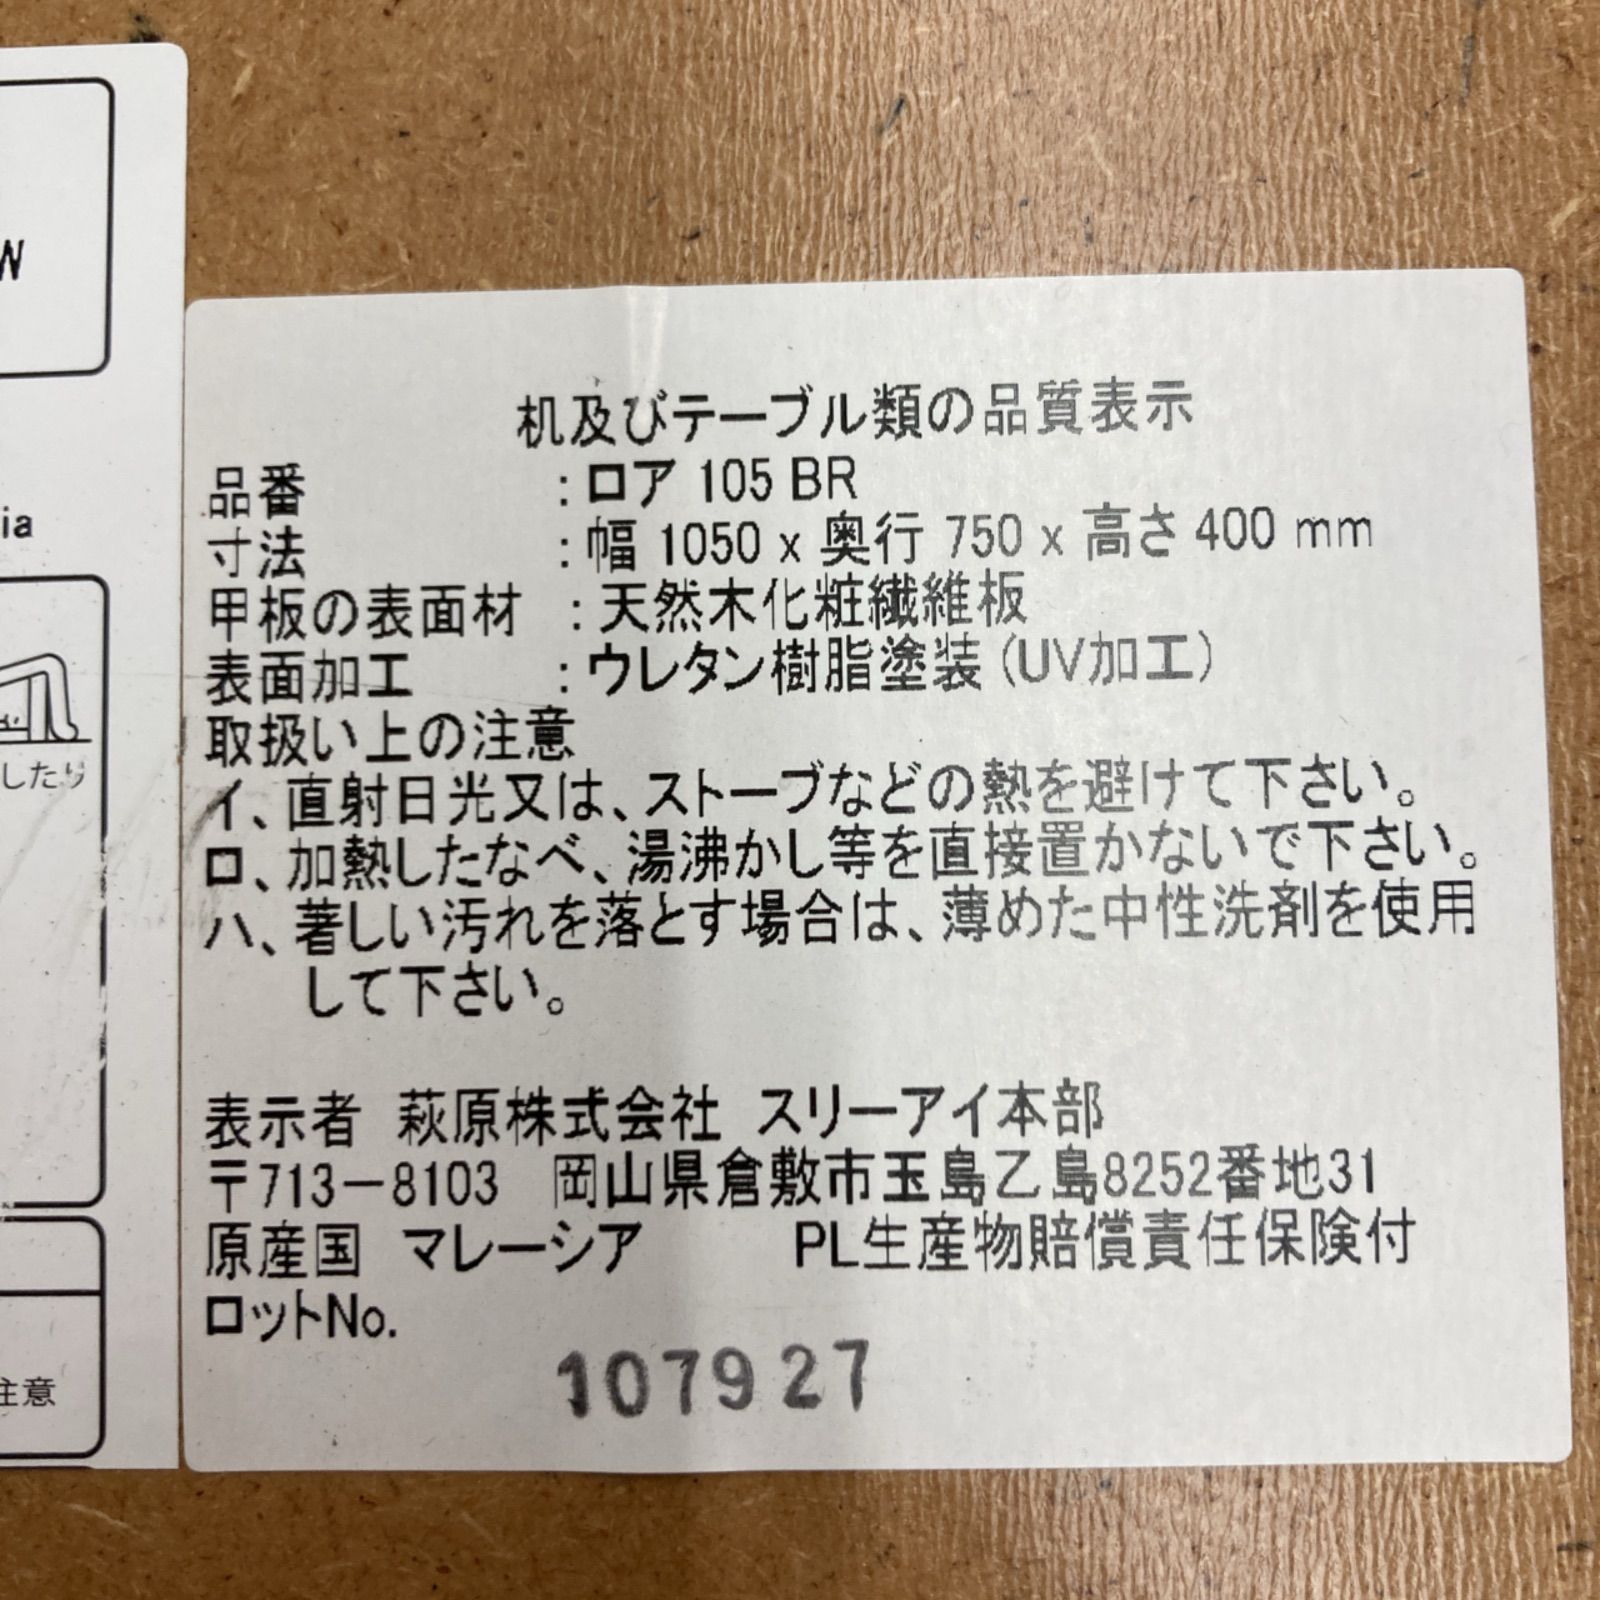 W
ia
したり
注意
机及びテーブル類の品質表示
品番 : ロア 105 BR
寸法 : 幅 1050 x 奥行 750 x 高さ 400 mm
甲板の表面材 : 天然木化粧繊維板
表面加工 : ウレタン樹脂塗装(UV加工)
取扱い上の注意
イ、直射日光又は、ストーブなどの熱を避けて下さい。
ロ、加熱したなべ、湯沸かし等を直接置かないで下さい。
ハ、著しい汚れを落とす場合は、薄めた中性洗剤を使用
して下さい。
表示者 萩原株式会社 スリーアイ本部
〒713-8103 岡山県倉敷市玉島乙島8252番地31
原産国 マレーシア PL生産物賠償責任保険付
ロットNo.
107927